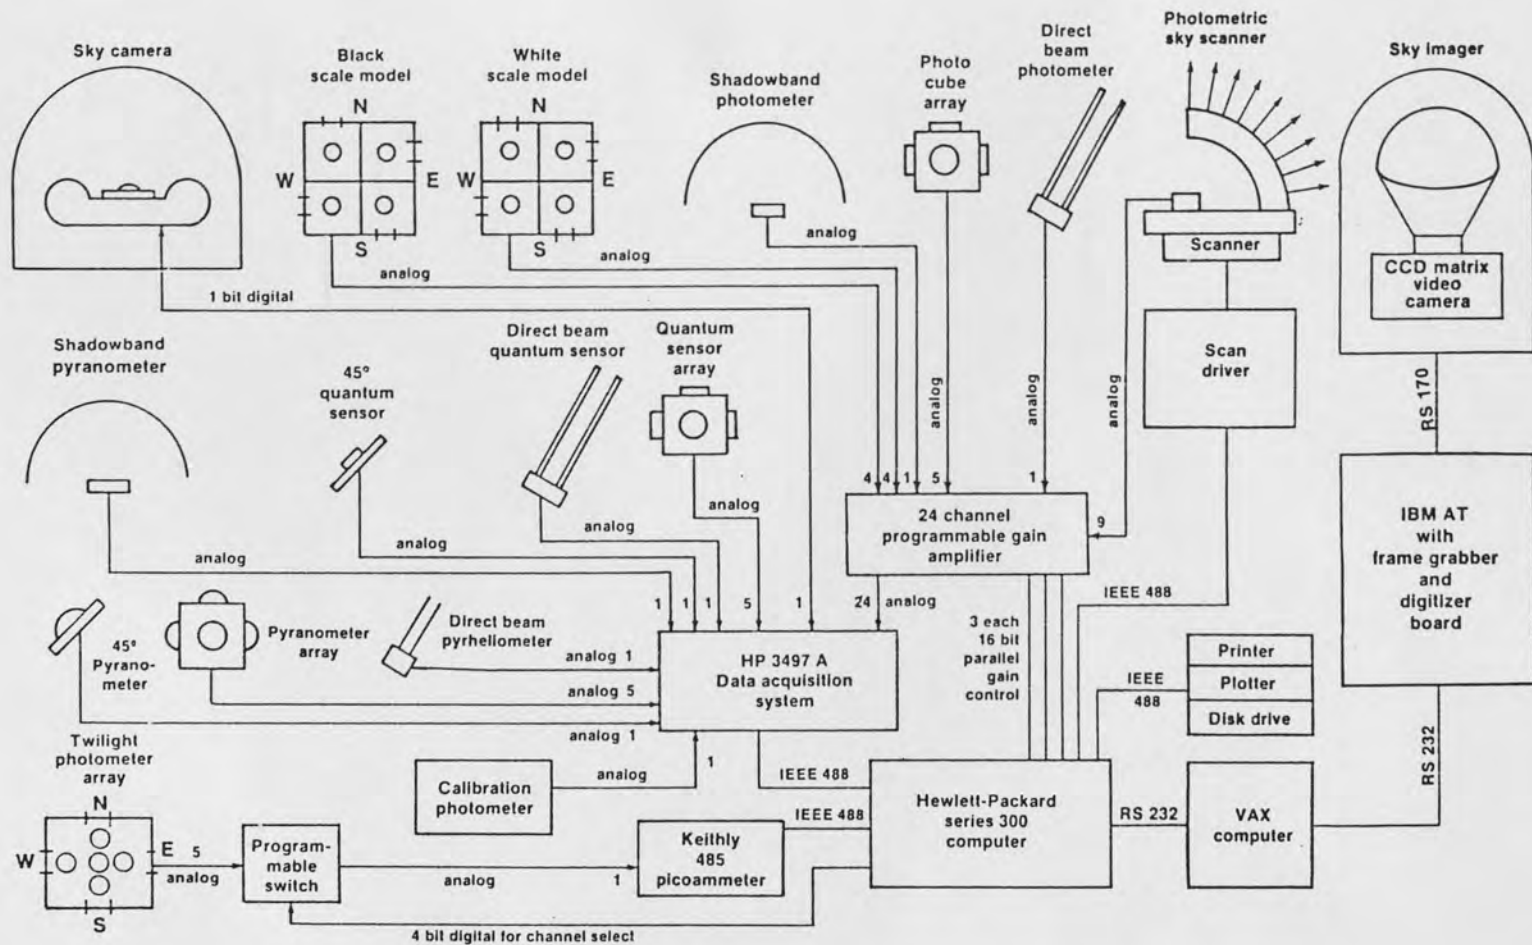 Sky camera
Black
scale model
White
scale model
Shadowband
photometer
Photo
cube
array
Direct
beam
photometer
Photometric
sky scanner
Sky imager
N
W
E
S
N
W
E
S
analog
analog
analog
1 bit digital
Scanner
CCD matrix
video
camera
Shadowband
pyranometer
45°
quantum
sensor
Direct beam
quantum sensor
Quantum
sensor
array
analog
analog
analog
Scan
driver
RS 170
4
4
1
5
1
9
24 channel
programmable gain
amplifier
IBM AT
with
frame grabber
and
digitizer
board
analog
analog
analog
analog
1
1
1
5
1
24
analog
IEEE 488
3 each
16 bit
parallel
gain
control
45°
Pyrano-
meter
Pyranometer
array
Direct beam
pyrheliometer
analog 1
analog 5
analog 1
HP 3497 A
Data acquisition
system
IEEE
488
Printer
Plotter
Disk drive
RS 232
Twilight
photometer
array
N
W
E
S
5
analog
Program-
mable
switch
Calibration
photometer
analog
1
IEEE 488
IEEE 488
analog
1
Keithly
485
picoammeter
Hewlett-Packard
series 300
computer
RS 232
VAX
computer
4 bit digital for channel select